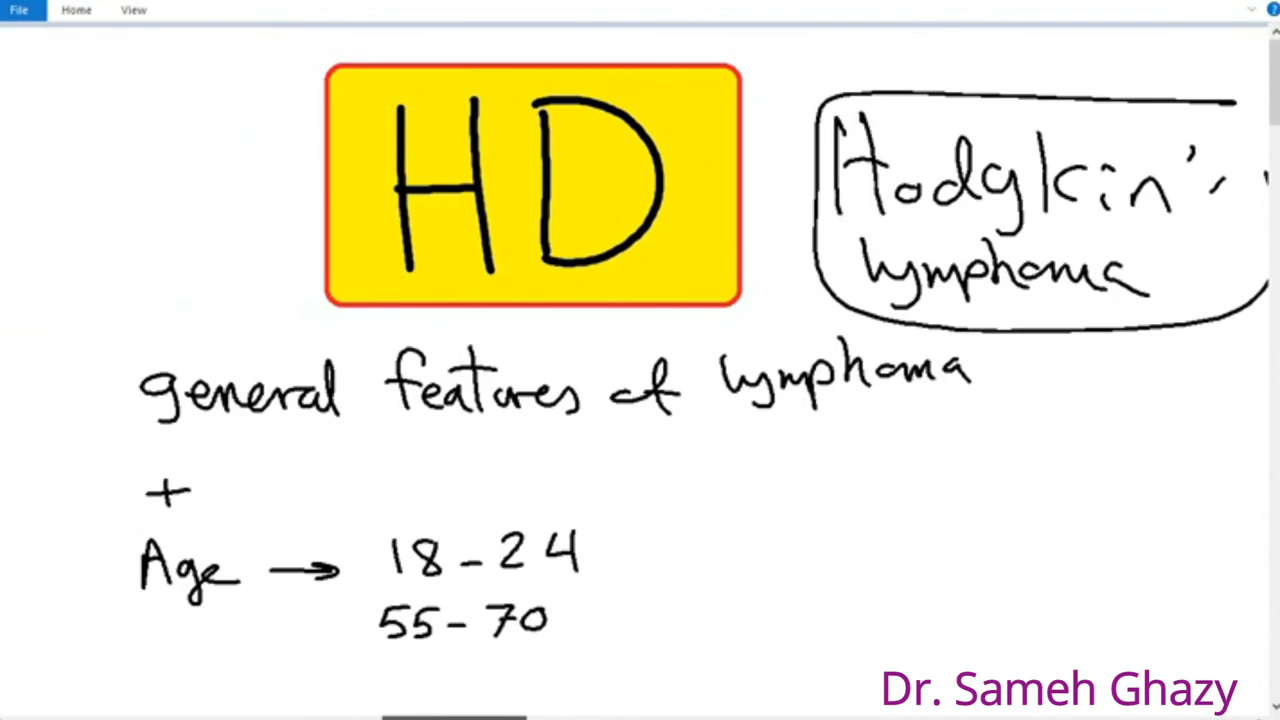 File Home View
HD
Hodgkin's
lymphoma
general features of lymphoma
+
Age → 18 - 24
55 - 70
Dr. Sameh Ghazy